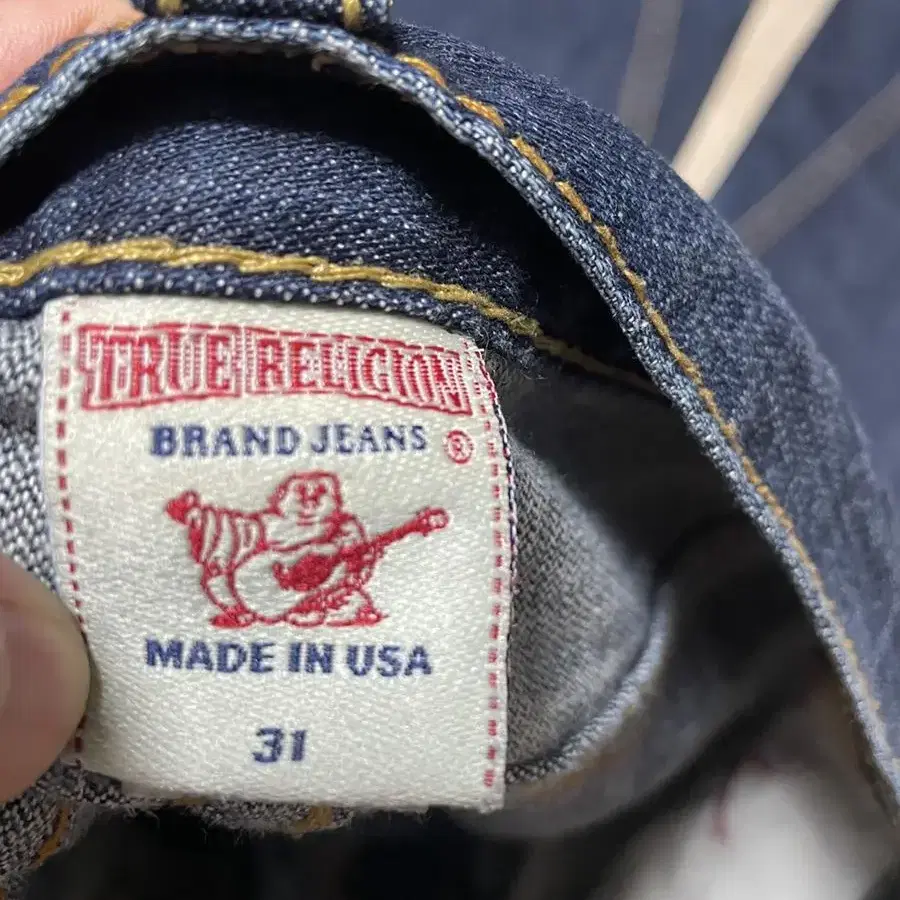 TRUE RELIGION
BRAND JEANS ®
MADE IN USA
31